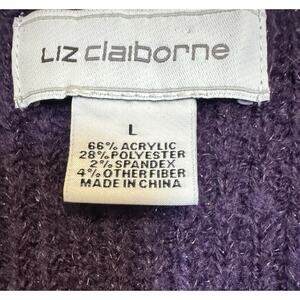 LIZ claiborne
L
66% ACRYLIC
28% POLYESTER
2% SPANDEX
4% OTHER FIBER
MADE IN CHINA